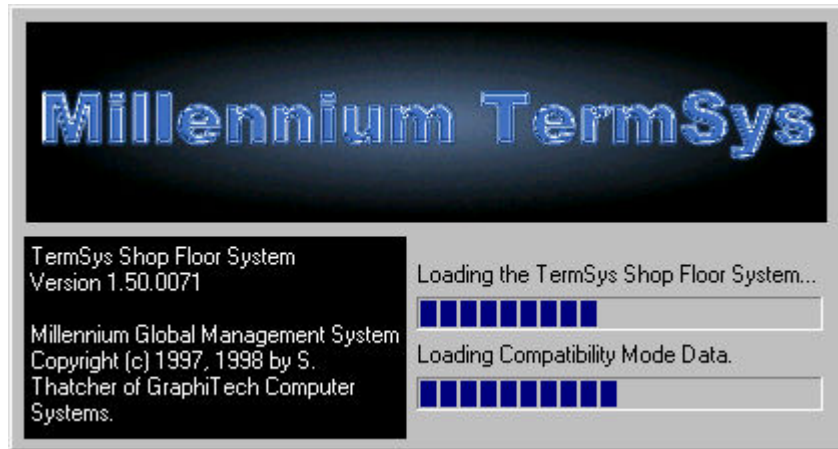 Millennium TermSys
TermSys Shop Floor System
Version 1.50.0071
Millennium Global Management System
Copyright (c) 1997, 1998 by S.
Thatcher of GraphiTech Computer
Systems.
Loading the TermSys Shop Floor System...
Loading Compatibility Mode Data.